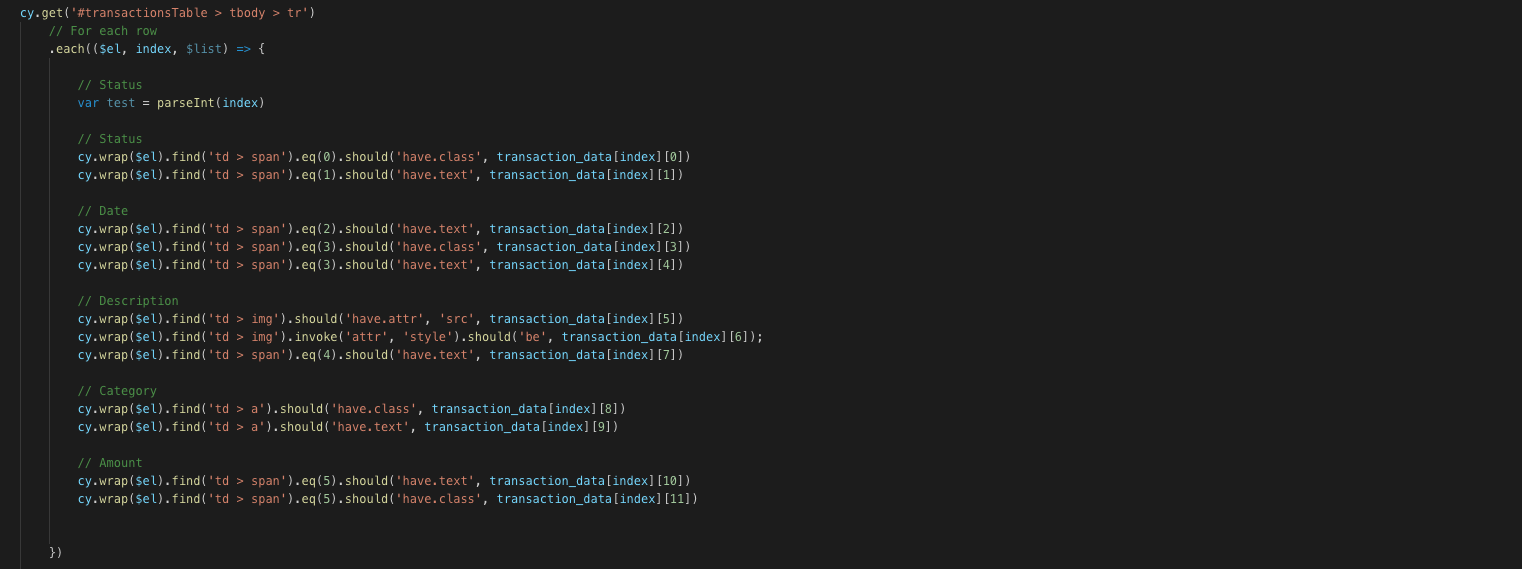 cy.get('#transactionsTable > tbody > tr')
// For each row
.each(($el, index, $list) => {
// Status
var test = parseInt(index)
// Status
cy.wrap($el).find('td > span').eq(0).should('have.class', transaction_data[index][0])
cy.wrap($el).find('td > span').eq(1).should('have.text', transaction_data[index][1])
// Date
cy.wrap($el).find('td > span').eq(2).should('have.text', transaction_data[index][2])
cy.wrap($el).find('td > span').eq(3).should('have.class', transaction_data[index][3])
cy.wrap($el).find('td > span').eq(3).should('have.text', transaction_data[index][4])
// Description
cy.wrap($el).find('td > img').should('have.attr', 'src', transaction_data[index][5])
cy.wrap($el).find('td > img').invoke('attr', 'style').should('be', transaction_data[index][6]);
cy.wrap($el).find('td > span').eq(4).should('have.text', transaction_data[index][7])
// Category
cy.wrap($el).find('td > a').should('have.class', transaction_data[index][8])
cy.wrap($el).find('td > a').should('have.text', transaction_data[index][9])
// Amount
cy.wrap($el).find('td > span').eq(5).should('have.text', transaction_data[index][10])
cy.wrap($el).find('td > span').eq(5).should('have.class', transaction_data[index][11])
})